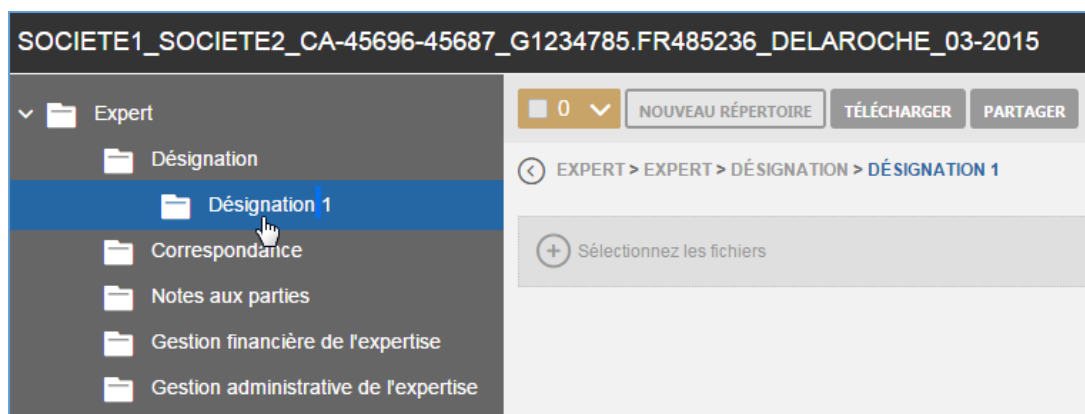 SOCIETE1_SOCIETE2_CA-45696-45687_G1234785.FR485236_DELAROCHE_03-2015
Expert
Désignation
Désignation 1
Correspondance
Notes aux parties
Gestion financière de l'expertise
Gestion administrative de l'expertise
0 NOUVEAU RÉPERTOIRE TÉLÉCHARGER PARTAGER
EXPERT > EXPERT > DÉSIGNATION > DÉSIGNATION 1
Sélectionnez les fichiers